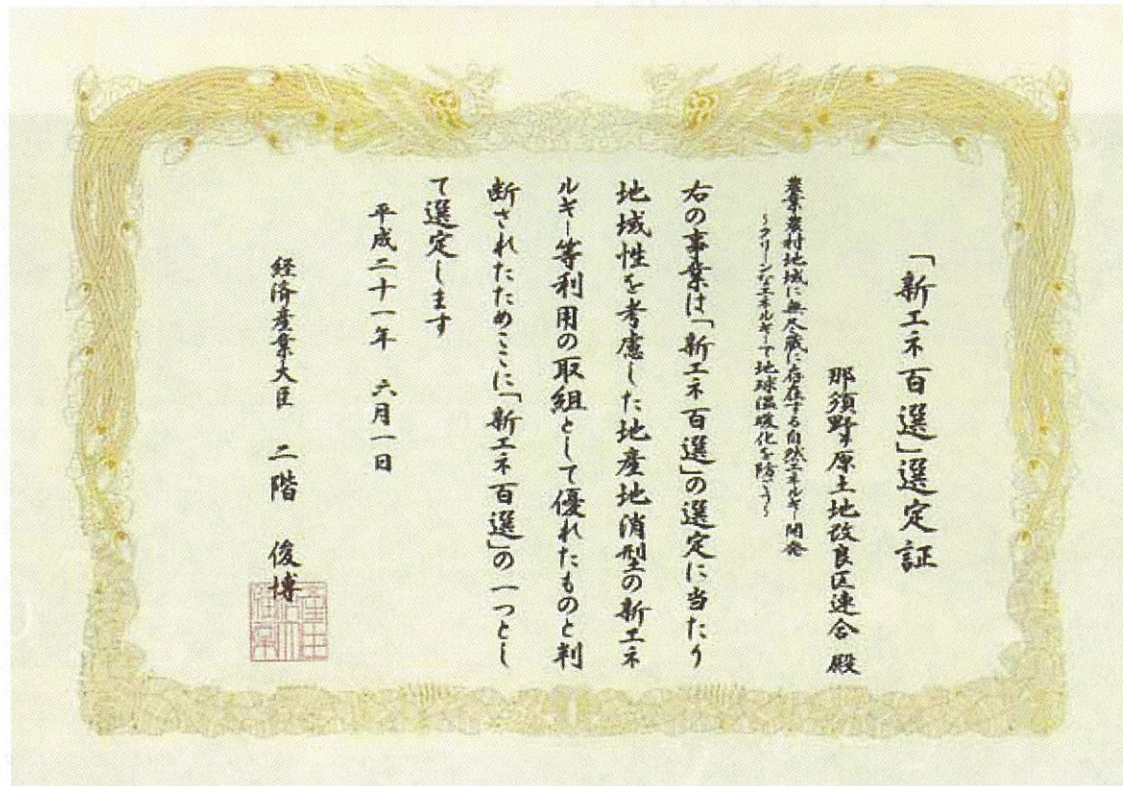 「新エネ百選」選定証
那須野ヶ原土地改良区連合 殿
農業農村地域に無尽蔵に存在する自然エネルギー開発
～クリーンなエネルギーで地球温暖化を防ごう～
右の事業は「新エネ百選」の選定に当たり
地域性を考慮した地産地消型の新エネ
ルギー等利用の取組として優れたものと判
断されたためここに「新エネ百選」の一つとし
て選定します
平成二十一年 六月一日
経済産業大臣 二階 俊博